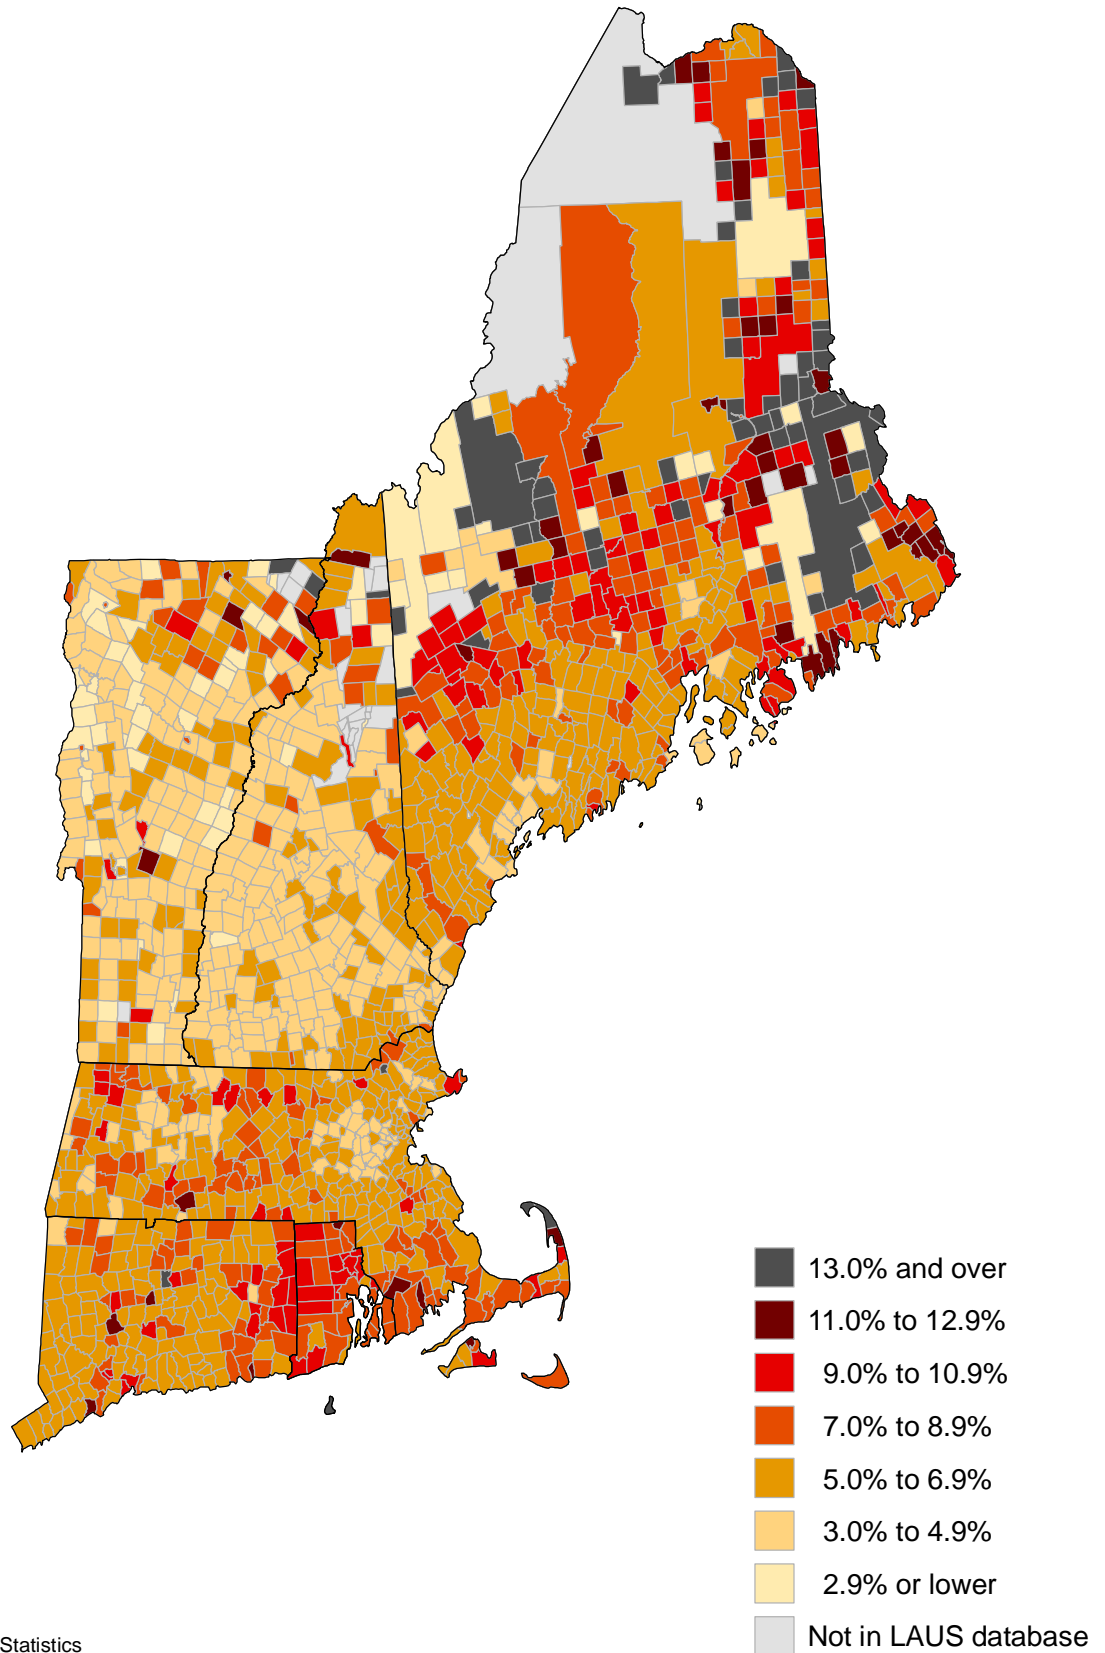 13.0% and over
11.0% to 12.9%
9.0% to 10.9%
7.0% to 8.9%
5.0% to 6.9%
3.0% to 4.9%
2.9% or lower
Not in LAUS database
Statistics